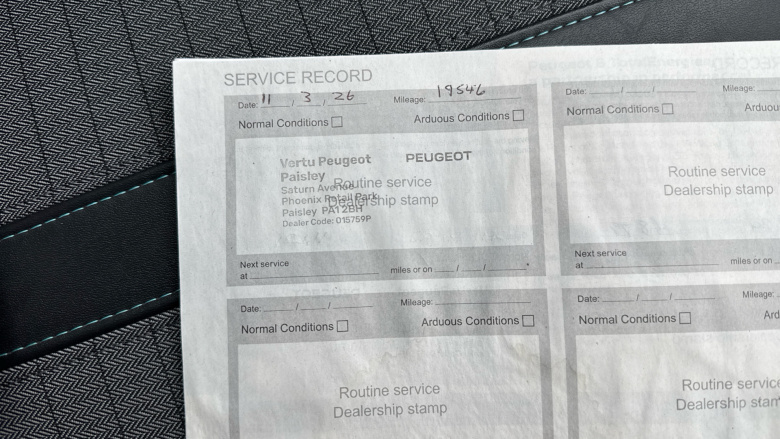 SERVICE RECORD
Date: 11 / 3 / 26 Mileage: 19546
Normal Conditions Arduous Conditions
Vertu Peugeot PEUGEOT
Paisley
Saturn Avenue
Phoenix Retail Park
Paisley PA1 2BH
Dealer Code: 015759P
Routine service
Dealership stamp
Next service
at miles or on / /
Date: / / Mileage:
Normal Conditions Arduou
Routine service
Dealership stamp
Next service
at miles or on
Date: / / Mileage:
Normal Conditions Arduous Conditions
Routine service
Dealership stamp
Date: / / Mileage:
Normal Conditions Ard
Routine service
Dealership stam